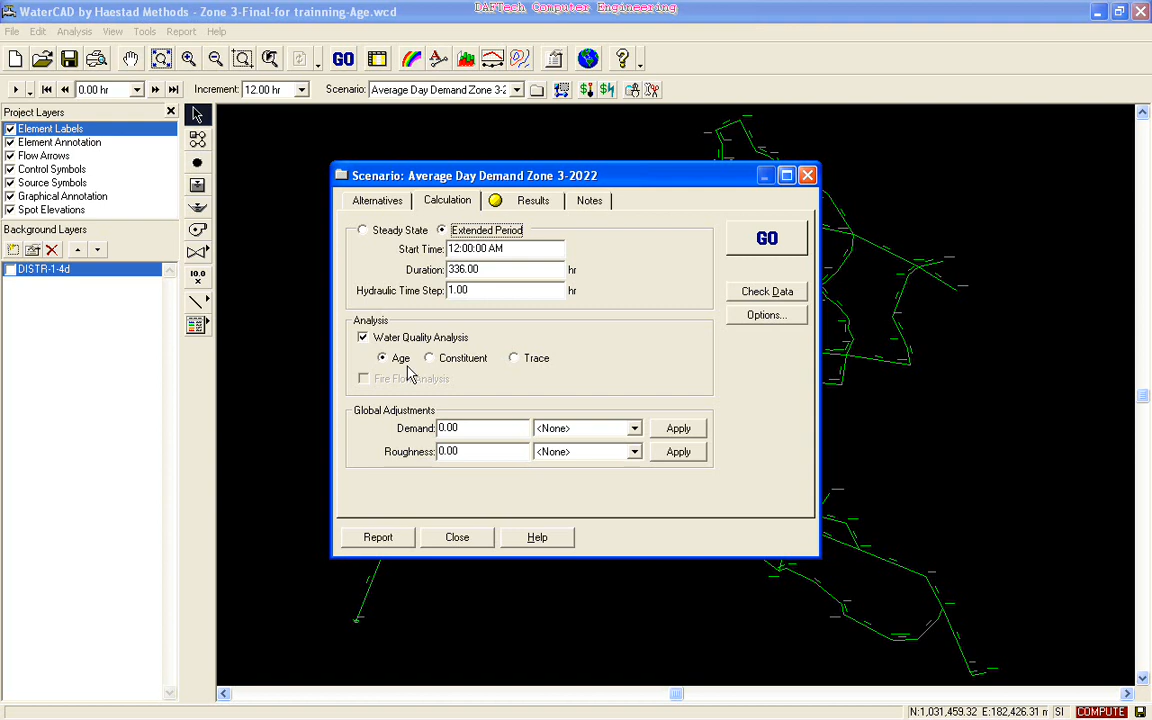 WaterCAD by Haestad Methods - Zone 3-Final-for trainning-Age.wcd
DAFTech Computer Engineering
File Edit Analysis View Tools Report Help
GO
0.00 hr Increment: 12.00 hr Scenario: Average Day Demand Zone 3-2
Project Layers
Element Labels
Element Annotation
Flow Arrows
Control Symbols
Source Symbols
Graphical Annotation
Spot Elevations
Background Layers
DISTR-1-4d
10.0
Scenario: Average Day Demand Zone 3-2022
Alternatives Calculation Results Notes
Steady State Extended Period
Start Time: 12:00:00 AM
Duration: 336.00 hr
Hydraulic Time Step: 1.00 hr
GO
Check Data
Options...
Analysis
Water Quality Analysis
Age Constituent Trace
Fire Flow Analysis
Global Adjustments
Demand: 0.00 <None> Apply
Roughness: 0.00 <None> Apply
Report Close Help
N:1,031,459.32 E:182,426.31 m SI COMPUTE